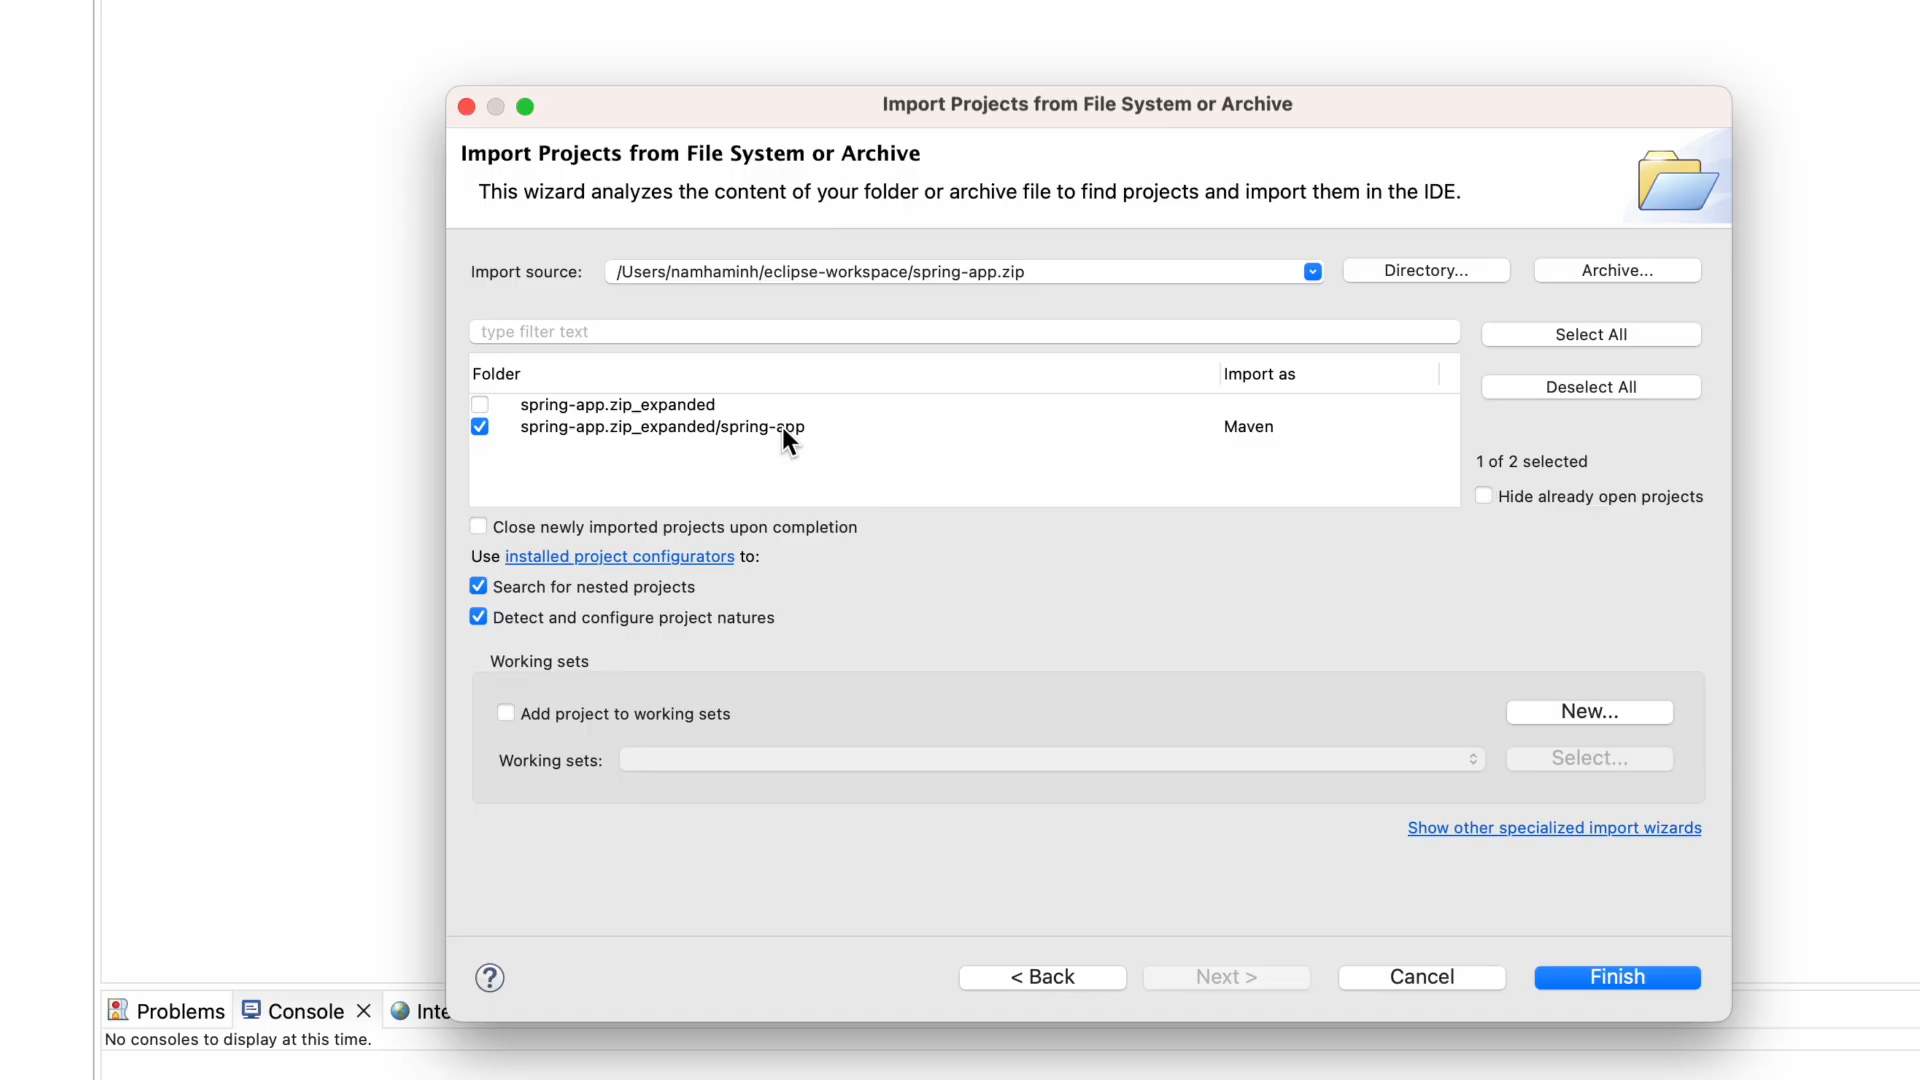 Import Projects from File System or Archive
Import Projects from File System or Archive
This wizard analyzes the content of your folder or archive file to find projects and import them in the IDE.
Import source: /Users/namhaminh/eclipse-workspace/spring-app.zip Directory... Archive...
type filter text
Select All
Folder Import as
Deselect All
spring-app.zip_expanded
spring-app.zip_expanded/spring-app Maven
1 of 2 selected
Hide already open projects
Close newly imported projects upon completion
Use installed project configurators to:
Search for nested projects
Detect and configure project natures
Working sets
Add project to working sets New...
Working sets: Select...
Show other specialized import wizards
? < Back Next > Cancel Finish
Problems Console
No consoles to display at this time.